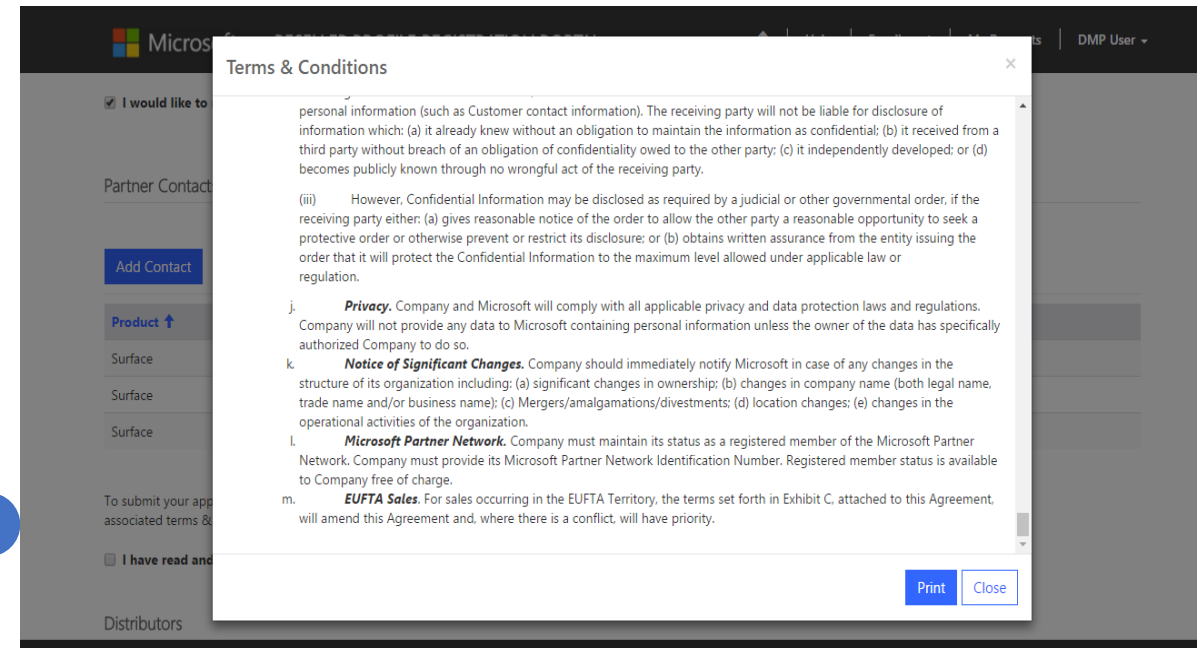 Micros
ts
DMP User
Terms & Conditions
×
I would like to
personal information (such as Customer contact information). The receiving party will not be liable for disclosure of
information which: (a) it already knew without an obligation to maintain the information as confidential; (b) it received from a
third party without breach of an obligation of confidentiality owed to the other party; (c) it independently developed; or (d)
becomes publicly known through no wrongful act of the receiving party.
Partner Contact
(iii) However, Confidential Information may be disclosed as required by a judicial or other governmental order, if the
receiving party either: (a) gives reasonable notice of the order to allow the other party a reasonable opportunity to seek a
protective order or otherwise prevent or restrict its disclosure; or (b) obtains written assurance from the entity issuing the
order that it will protect the Confidential Information to the maximum level allowed under applicable law or
regulation.
Add Contact
j. Privacy. Company and Microsoft will comply with all applicable privacy and data protection laws and regulations.
Company will not provide any data to Microsoft containing personal information unless the owner of the data has specifically
authorized Company to do so.
Product
Surface
Surface
Surface
k. Notice of Significant Changes. Company should immediately notify Microsoft in case of any changes in the
structure of its organization including: (a) significant changes in ownership; (b) changes in company name (both legal name,
trade name and/or business name); (c) Mergers/amalgamations/divestments; (d) location changes; (e) changes in the
operational activities of the organization.
l. Microsoft Partner Network. Company must maintain its status as a registered member of the Microsoft Partner
Network. Company must provide its Microsoft Partner Network Identification Number. Registered member status is available
to Company free of charge.
m. EUFTA Sales. For sales occurring in the EUFTA Territory, the terms set forth in Exhibit C, attached to this Agreement,
will amend this Agreement and, where there is a conflict, will have priority.
To submit your app
associated terms &
I have read and
Print
Close
Distributors